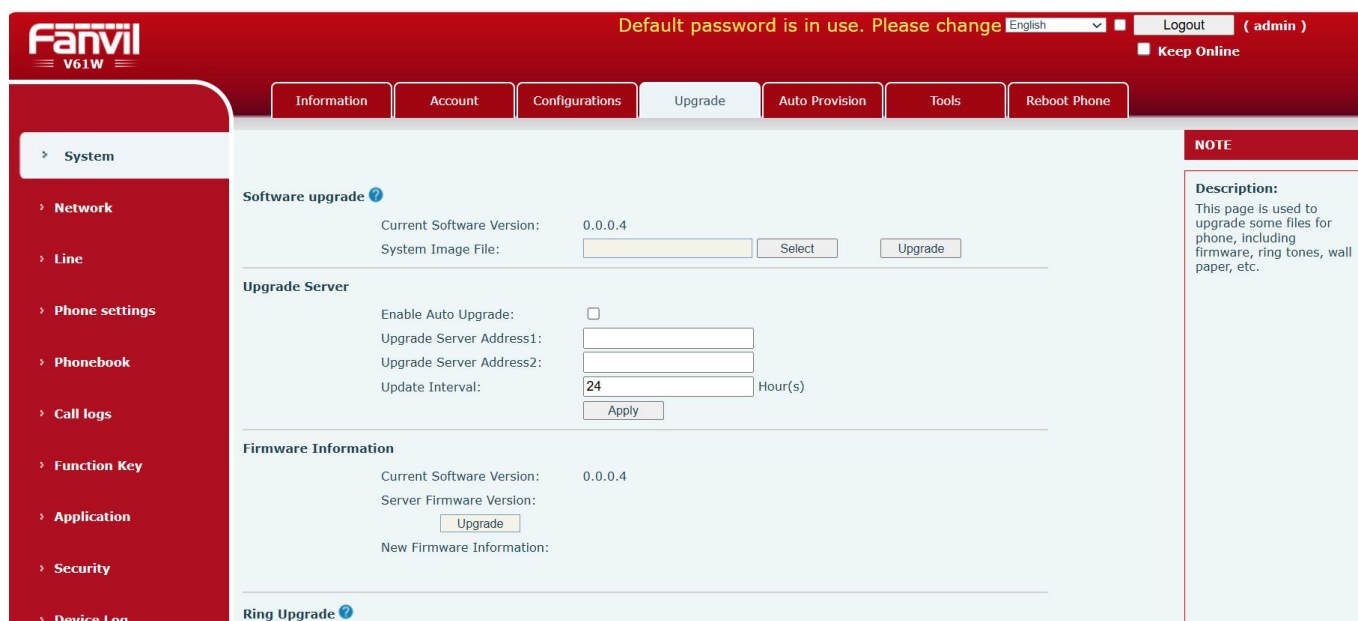 Fanvil
V61W
Default password is in use. Please change English Logout ( admin )
Keep Online
Information Account Configurations Upgrade Auto Provision Tools Reboot Phone
System
Network
Line
Phone settings
Phonebook
Call logs
Function Key
Application
Security
Device Log
Software upgrade ?
Current Software Version: 0.0.0.4
System Image File: Select Upgrade
Upgrade Server
Enable Auto Upgrade:
Upgrade Server Address1:
Upgrade Server Address2:
Update Interval: 24 Hour(s)
Apply
Firmware Information
Current Software Version: 0.0.0.4
Server Firmware Version:
Upgrade
New Firmware Information:
Ring Upgrade ?
NOTE
Description:
This page is used to
upgrade some files for
phone, including
firmware, ring tones, wall
paper, etc.